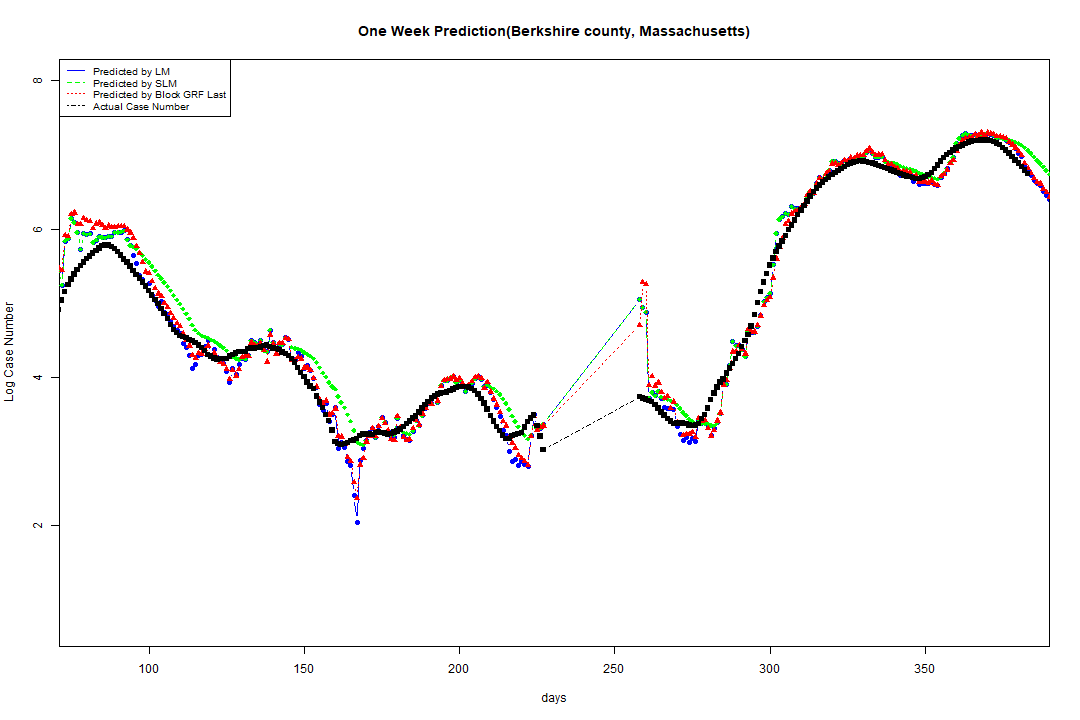 One Week Prediction(Berkshire county, Massachusetts)
Predicted by LM
Predicted by SLM
Predicted by Block GRF Last
Actual Case Number
8
6
4
2
Log Case Number
100 150 200 250 300 350
days